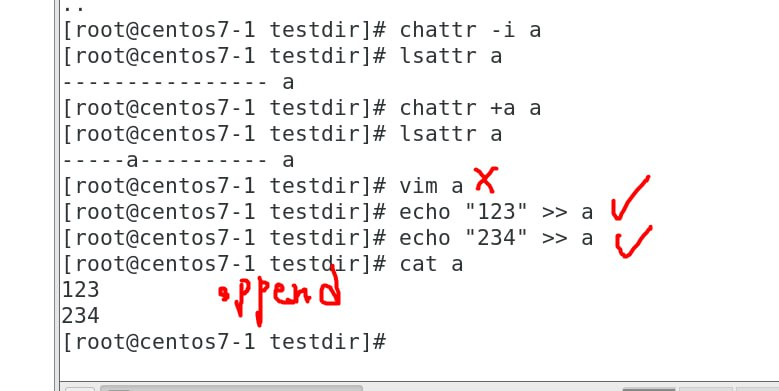 ..
[root@centos7-1 testdir]# chattr -i a
[root@centos7-1 testdir]# lsattr a
---------------- a
[root@centos7-1 testdir]# chattr +a a
[root@centos7-1 testdir]# lsattr a
-----a---------- a
[root@centos7-1 testdir]# vim a
[root@centos7-1 testdir]# echo "123" >> a
[root@centos7-1 testdir]# echo "234" >> a
[root@centos7-1 testdir]# cat a
123
append
234
[root@centos7-1 testdir]#